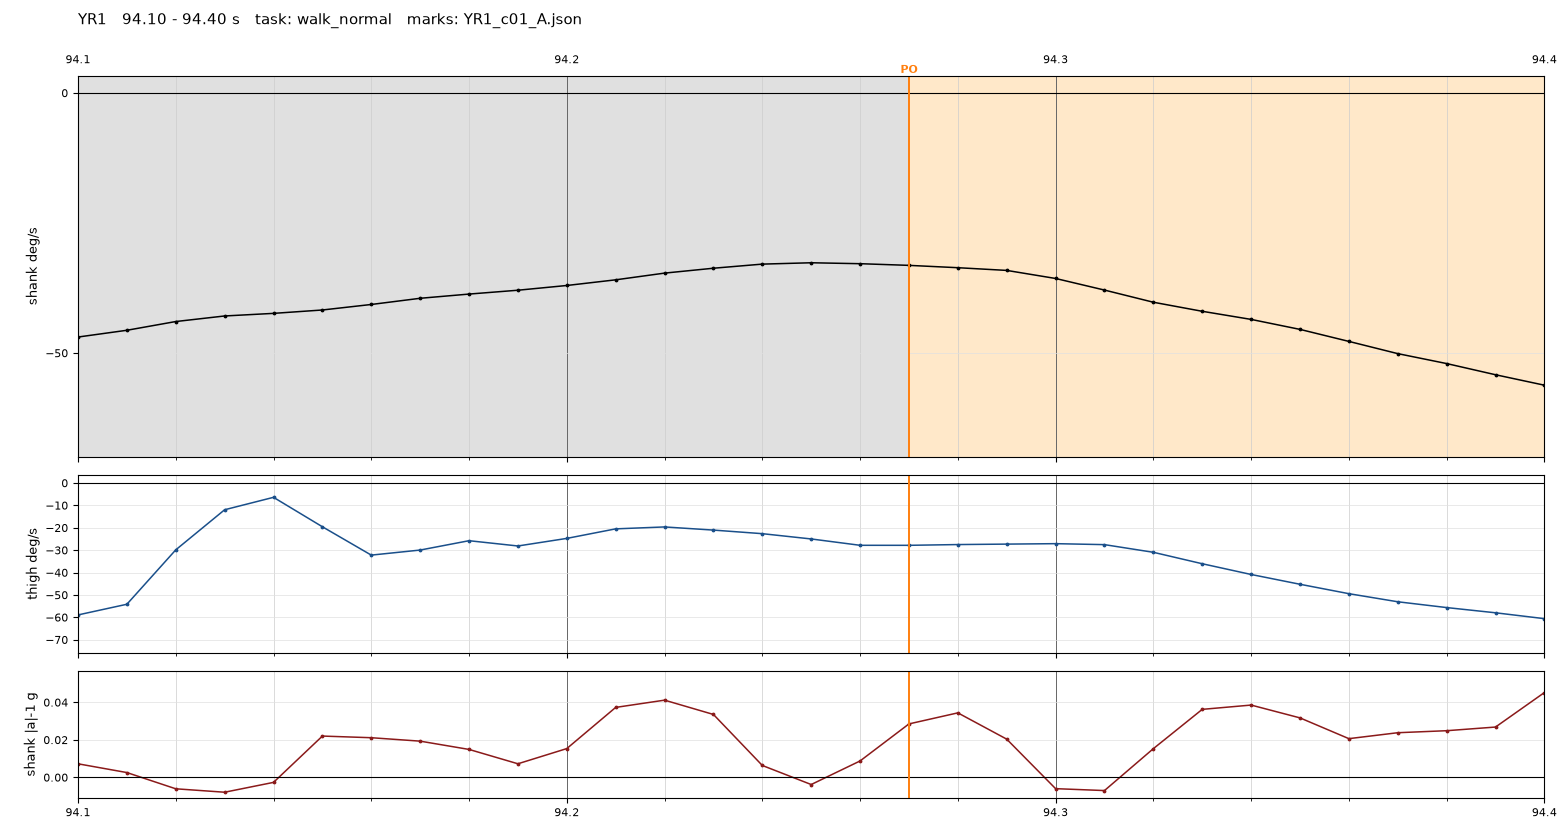 YR1   94.10 - 94.40 s   task: walk_normal   marks: YR1_c01_A.json
94.1 94.2 94.3 94.4
PO
shank deg/s
0
−50
thigh deg/s
0
−10
−20
−30
−40
−50
−60
−70
shank |a|-1 g
0.04
0.02
0.00
94.1 94.2 94.3 94.4